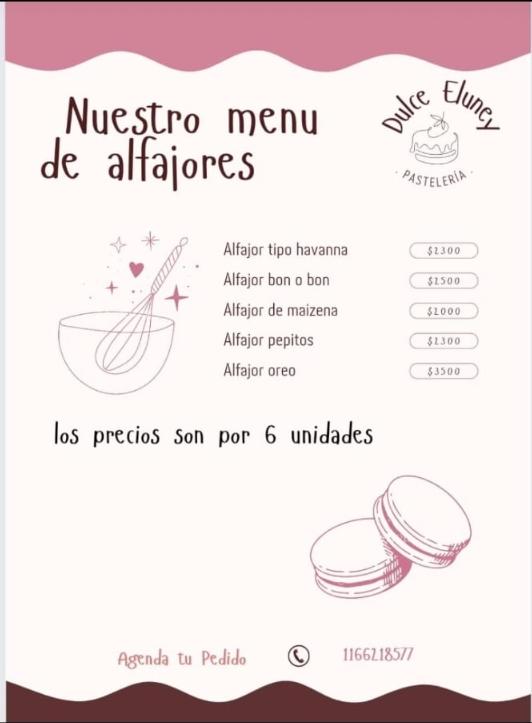 Nuestro menu
de alfajores
Dulce Eluney
· PASTELERÍA ·
Alfajor tipo havanna $2300
Alfajor bon o bon $2500
Alfajor de maizena $2000
Alfajor pepitos $2300
Alfajor oreo $3500
los precios son por 6 unidades
Agenda tu Pedido 1166218577